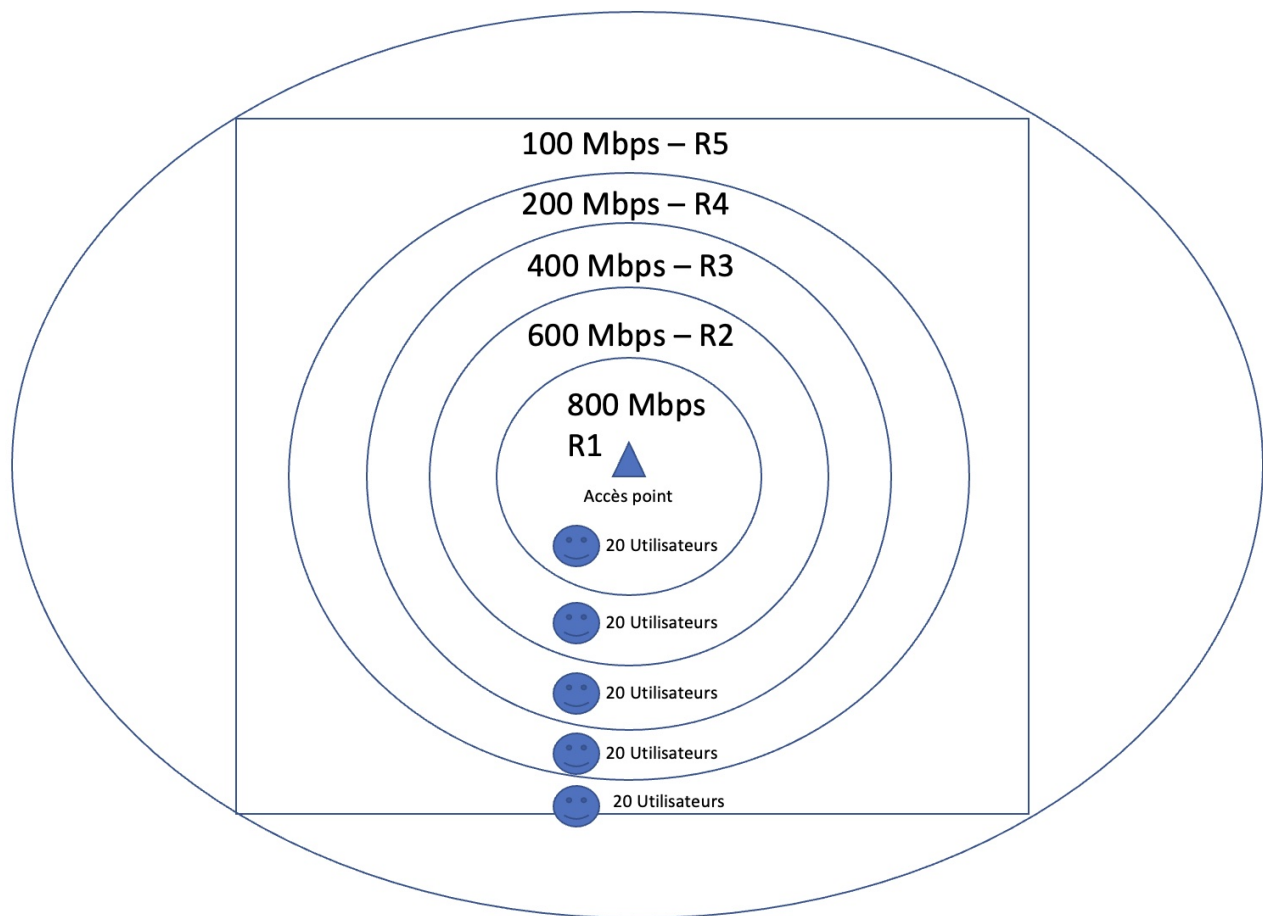 100 Mbps – R5
200 Mbps – R4
400 Mbps – R3
600 Mbps – R2
800 Mbps
R1
Accès point
20 Utilisateurs
20 Utilisateurs
20 Utilisateurs
20 Utilisateurs
20 Utilisateurs